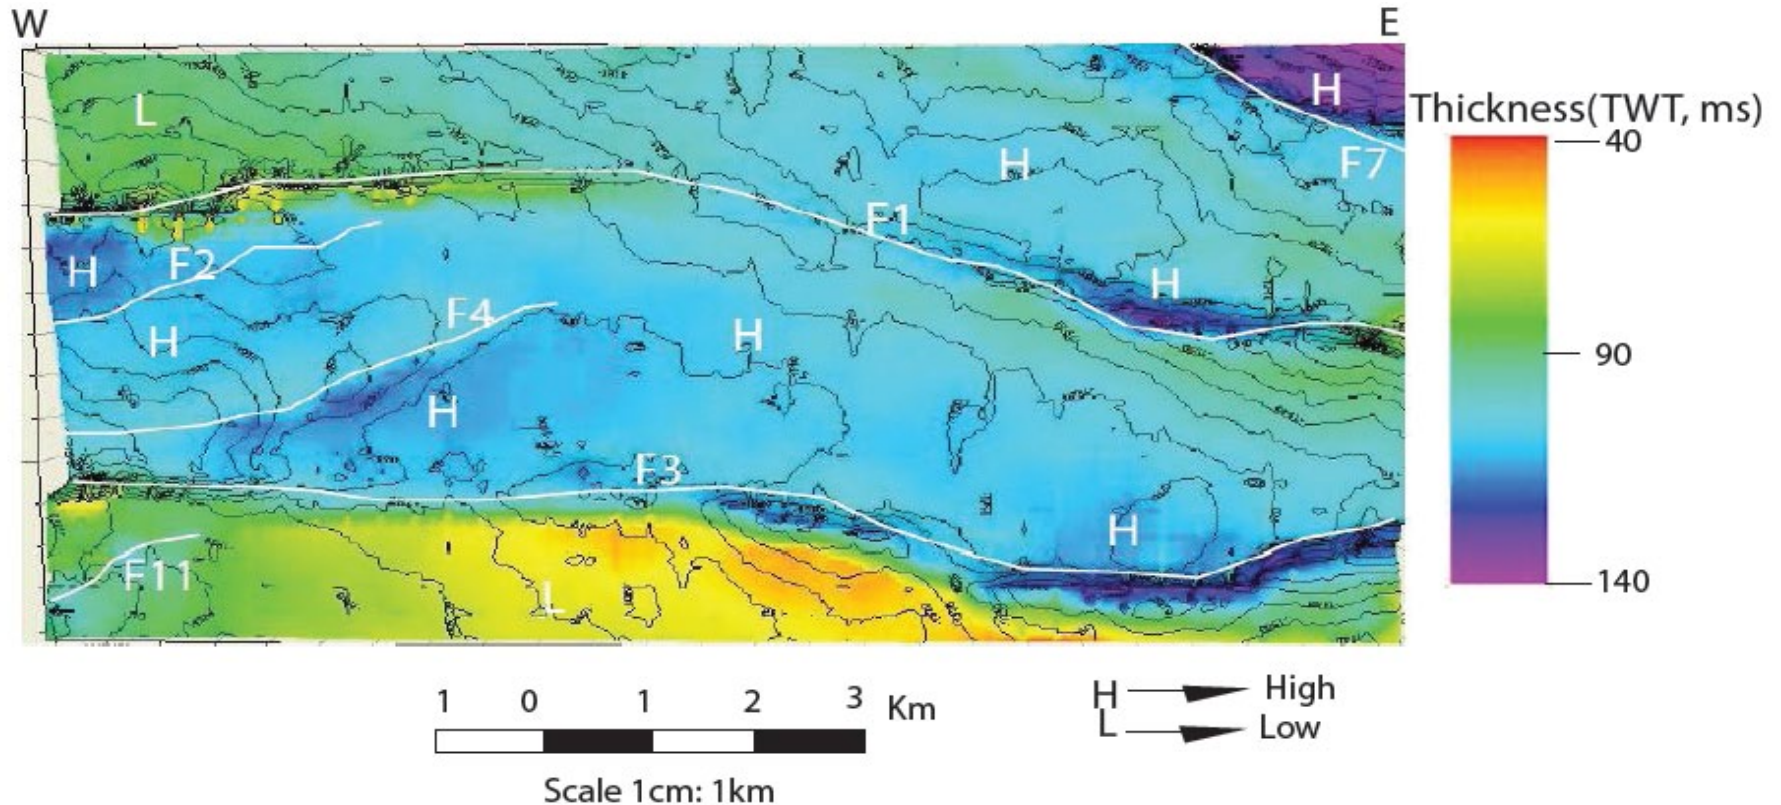 W
E
L
H
Thickness(TWT, ms)
40
H
F7
F1
H
F2
H
F4
H
H
90
H
F3
H
F11
L
140
1 0 1 2 3 Km
H High
L Low
Scale 1cm: 1km